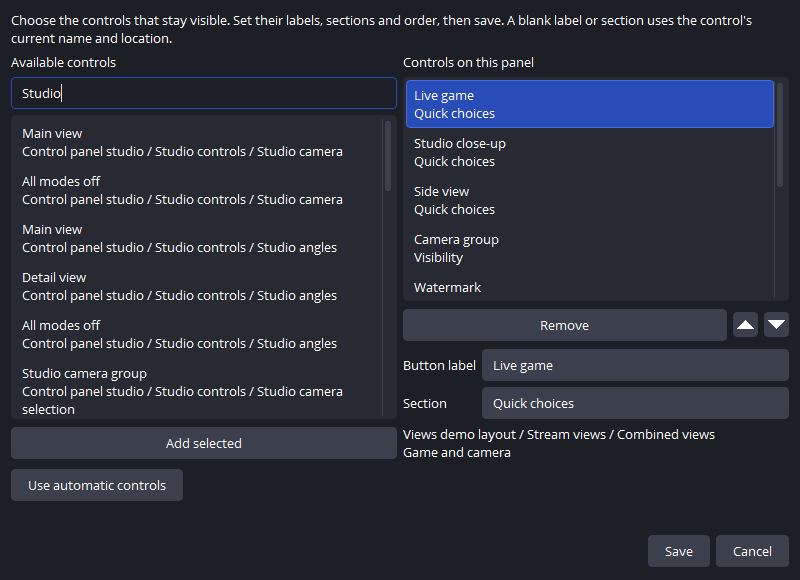 Choose the controls that stay visible. Set their labels, sections and order, then save. A blank label or section uses the control's
current name and location.
Available controls
Studio
Main view
Control panel studio / Studio controls / Studio camera
All modes off
Control panel studio / Studio controls / Studio camera
Main view
Control panel studio / Studio controls / Studio angles
Detail view
Control panel studio / Studio controls / Studio angles
All modes off
Control panel studio / Studio controls / Studio angles
Studio camera group
Control panel studio / Studio controls / Studio camera
selection
Add selected
Use automatic controls
Controls on this panel
Live game
Quick choices
Studio close-up
Quick choices
Side view
Quick choices
Camera group
Visibility
Watermark
Remove
Button label
Live game
Section
Quick choices
Views demo layout / Stream views / Combined views
Game and camera
Save
Cancel